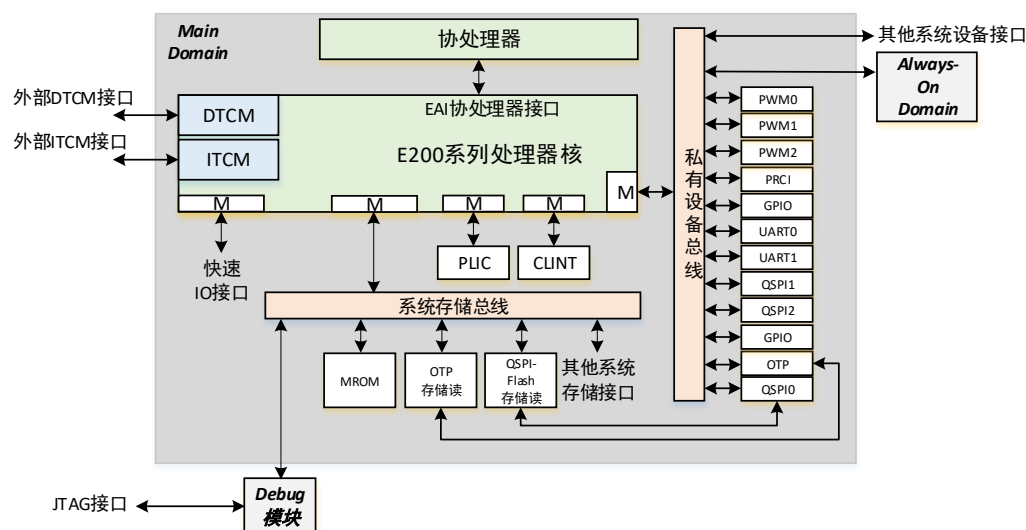 Main
Domain
协处理器
其他系统设备接口
Always-
On
Domain
外部DTCM接口
DTCM
EAI协处理器接口
外部ITCM接口
ITCM
E200系列处理器核
M
M
M
M
M
私有设备总线
PWM0
PWM1
PWM2
PRCI
GPIO
UART0
UART1
QSPI1
QSPI2
GPIO
OTP
QSPI0
快速
IO接口
PLIC
CLINT
系统存储总线
MROM
OTP
存储读
QSPI-
Flash
存储读
其他系统
存储接口
JTAG接口
Debug
模块